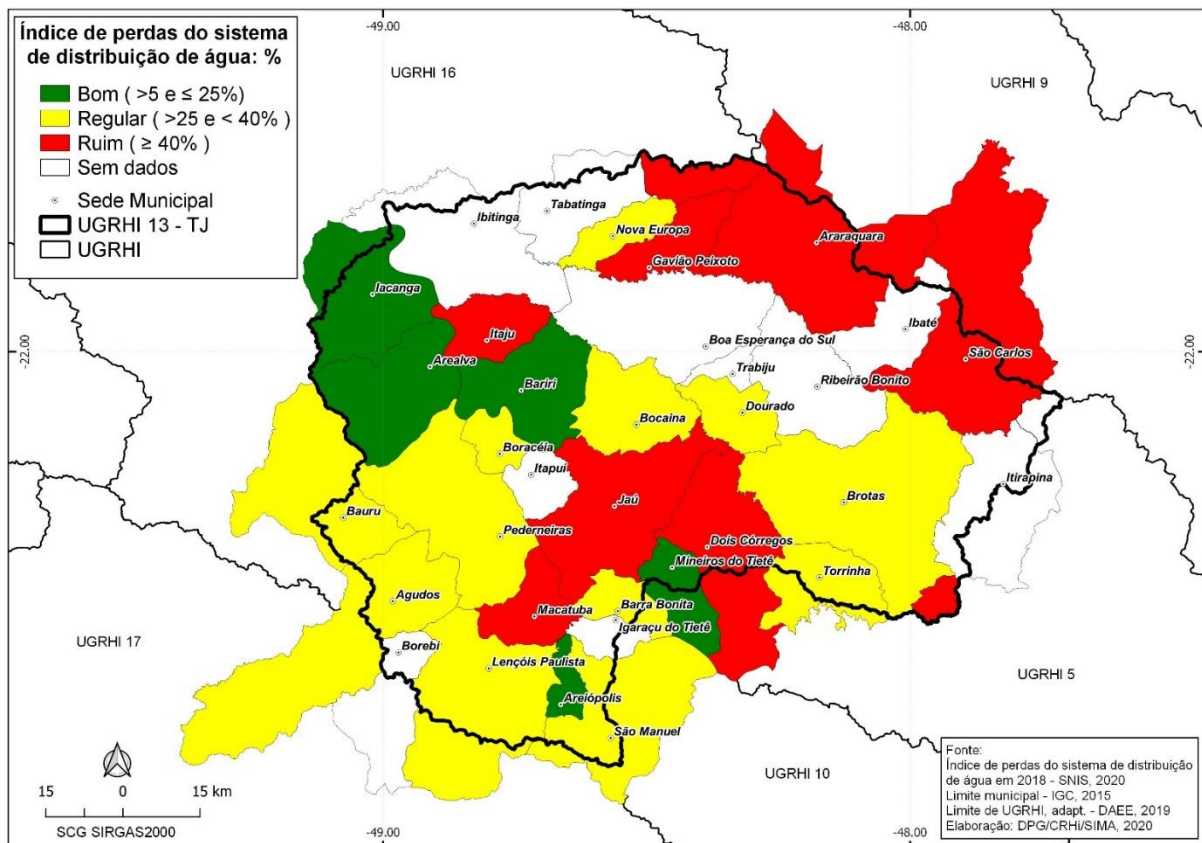 Índice de perdas do sistema
de distribuição de água: %
Bom ( >5 e ≤ 25%)
Regular ( >25 e < 40% )
Ruim ( ≥ 40% )
Sem dados
Sede Municipal
UGRHI 13 - TJ
UGRHI
-49.00
-48.00
UGRHI 16
UGRHI 9
Tabatinga
Ibitinga
Nova Europa
Araraquara
Gavião Peixoto
Iacanga
Ibaté
-22.00
Itaju
Boa Esperança do Sul
-22.00
São Carlos
Arealva
Trabiju
Bariri
Ribeirão Bonito
Dourado
Bocaina
Boracéia
Itapuí
Itirapina
Brotas
Jaú
Bauru
Pederneiras
Dois Córregos
Mineiros do Tietê
Torrinha
Agudos
Barra Bonita
Macatuba
Igaraçu do Tietê
UGRHI 17
Borebi
Lençóis Paulista
UGRHI 5
Areiópolis
São Manuel
UGRHI 10
15 0 15 km
SCG SIRGAS2000
Fonte:
Índice de perdas do sistema de distribuição
de água em 2018 - SNIS, 2020
Limite municipal - IGC, 2015
Limite de UGRHI, adapt. - DAEE, 2019
Elaboração: DPG/CRHi/SIMA, 2020
-49.00
-48.00